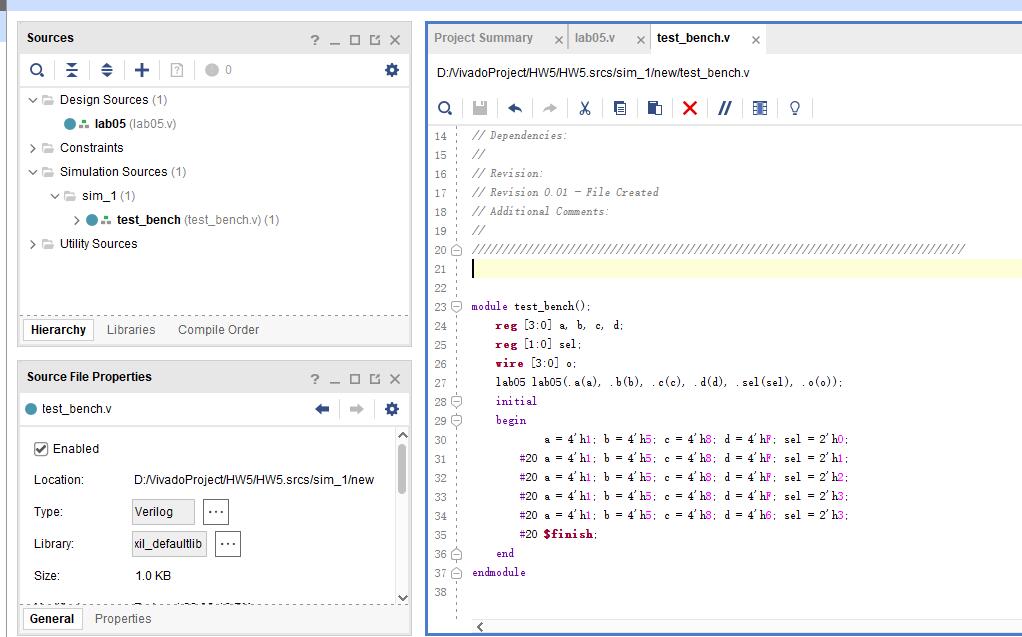 Sources
? _
0
Design Sources (1)
lab05 (lab05.v)
Constraints
Simulation Sources (1)
sim_1 (1)
test_bench (test_bench.v) (1)
Utility Sources
Hierarchy Libraries Compile Order
Source File Properties
? _
test_bench.v
Enabled
Location: D:/VivadoProject/HW5/HW5.srcs/sim_1/new
Type: Verilog ...
Library: xil_defaultlib ...
Size: 1.0 KB
General Properties
Project Summary lab05.v test_bench.v
D:/VivadoProject/HW5/HW5.srcs/sim_1/new/test_bench.v
14 // Dependencies:
15 //
16 // Revision:
17 // Revision 0.01 - File Created
18 // Additional Comments:
19 //
20 //////////////////////////////////////////////////////////////////////////////////
21
22
23 module test_bench();
24 reg [3:0] a, b, c, d;
25 reg [1:0] sel;
26 wire [3:0] o;
27 lab05 lab05(.a(a), .b(b), .c(c), .d(d), .sel(sel), .o(o));
28 initial
29 begin
30 a = 4'h1; b = 4'h5; c = 4'h8; d = 4'hF; sel = 2'h0;
31 #20 a = 4'h1; b = 4'h5; c = 4'h8; d = 4'hF; sel = 2'h1;
32 #20 a = 4'h1; b = 4'h5; c = 4'h8; d = 4'hF; sel = 2'h2;
33 #20 a = 4'h1; b = 4'h5; c = 4'h8; d = 4'hF; sel = 2'h3;
34 #20 a = 4'h1; b = 4'h5; c = 4'h8; d = 4'h6; sel = 2'h3;
35 #20 $finish;
36 end
37 endmodule
38